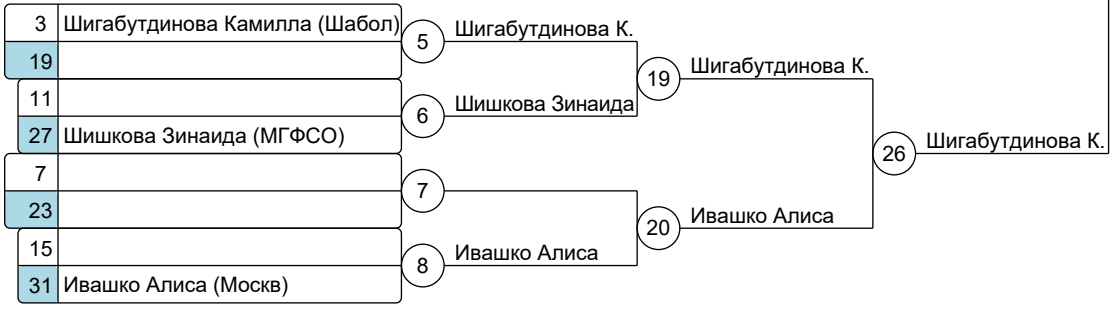 3 Шигабутдинова Камилла (Шабол)
5
Шигабутдинова К.
19
19
Шигабутдинова К.
11
6
Шишкова Зинаида
27 Шишкова Зинаида (МГФСО)
26
Шигабутдинова К.
7
7
23
20
Ивашко Алиса
15
8
Ивашко Алиса
31 Ивашко Алиса (Москв)